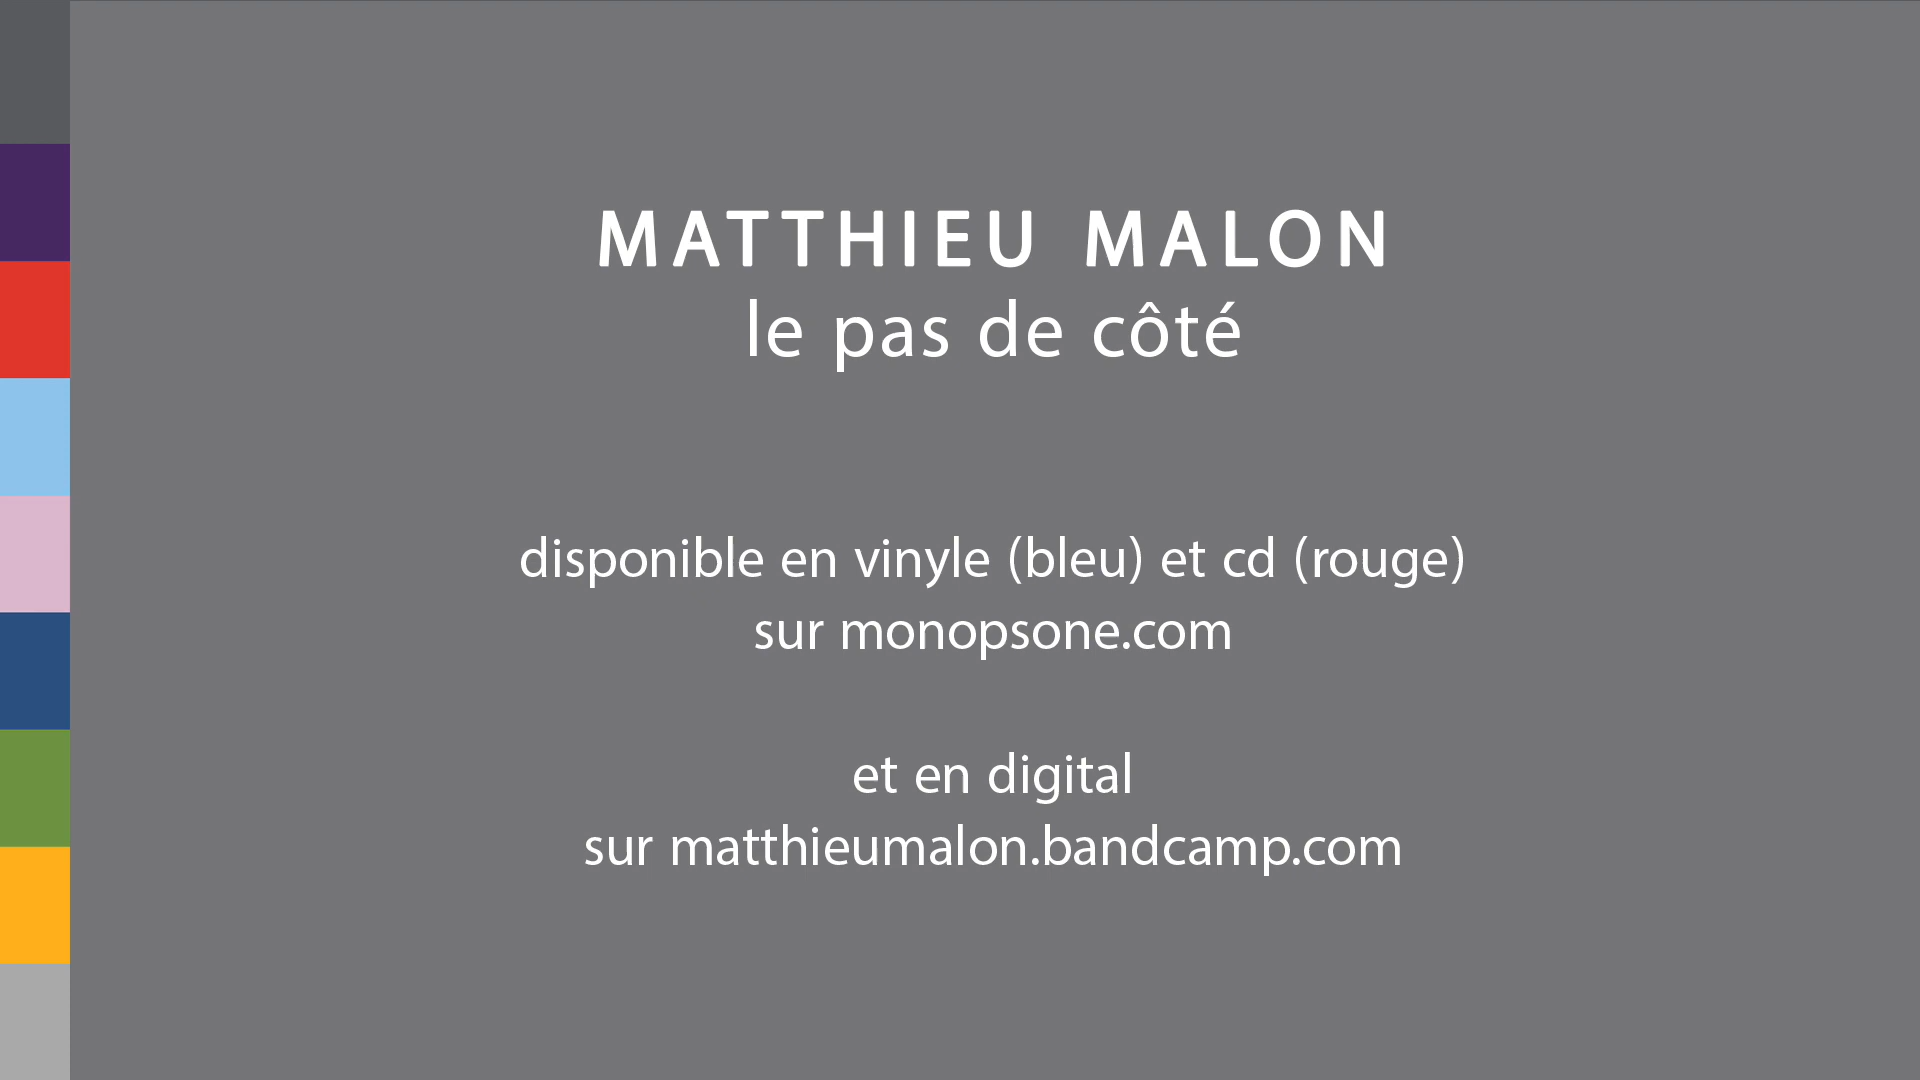 MATTHIEU MALON
le pas de côté
disponible en vinyle (bleu) et cd (rouge)
sur monopsone.com
et en digital
sur matthieumalon.bandcamp.com